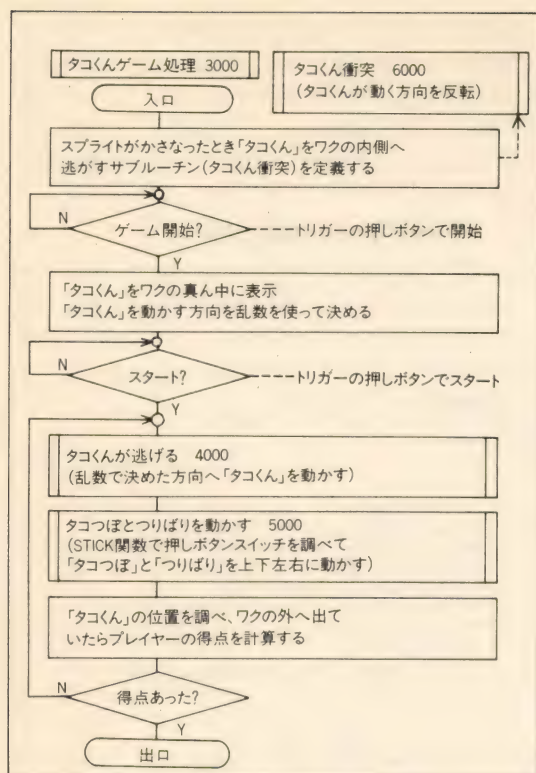 タコくんゲーム処理 3000
タコくん衝突 6000
(タコくんが動く方向を反転)
入口
スプライトがかさなったとき「タコくん」をワクの内側へ
逃がすサブルーチン(タコくん衝突)を定義する
N
ゲーム開始?
トリガーの押しボタンで開始
Y
「タコくん」をワクの真ん中に表示
「タコくん」を動かす方向を乱数を使って決める
N
スタート?
トリガーの押しボタンでスタート
Y
タコくんが逃げる 4000
(乱数で決めた方向へ「タコくん」を動かす)
タコつぼとつりばりを動かす 5000
(STICK関数で押しボタンスイッチを調べて
「タコつぼ」と「つりばり」を上下左右に動かす)
「タコくん」の位置を調べ、ワクの外へ出て
いたらプレイヤーの得点を計算する
N
得点あった?
Y
出口